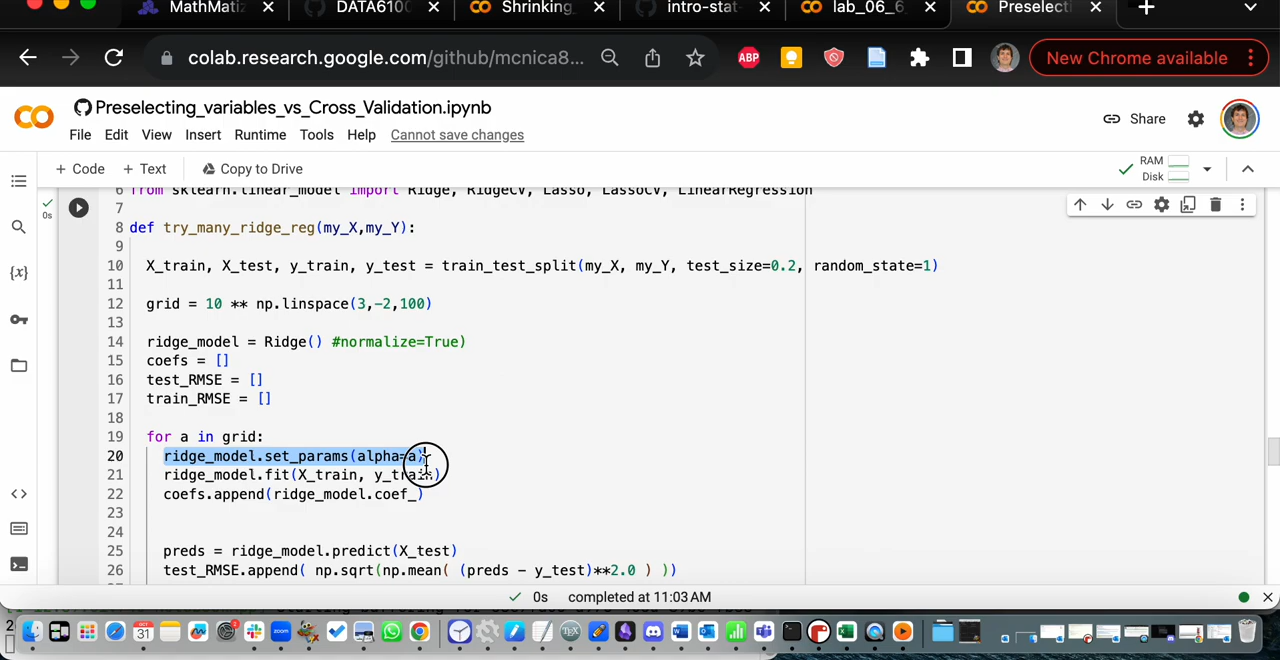 MathMati
DATA610
Shrinking
intro-stat-
lab_06_6
Preselecti
colab.research.google.com/github/mcnica8...
ABP
New Chrome available
Preselecting_variables_vs_Cross_Validation.ipynb
File Edit View Insert Runtime Tools Help Cannot save changes
Share
+ Code + Text Copy to Drive
RAM
Disk
0s
6 from sklearn.linear_model import Ridge, RidgeCV, Lasso, LassoCV, LinearRegression
7
8 def try_many_ridge_reg(my_X,my_Y):
9
10 X_train, X_test, y_train, y_test = train_test_split(my_X, my_Y, test_size=0.2, random_state=1)
11
12 grid = 10 ** np.linspace(3,-2,100)
13
14 ridge_model = Ridge() #normalize=True)
15 coefs = []
16 test_RMSE = []
17 train_RMSE = []
18
19 for a in grid:
20 ridge_model.set_params(alpha=a)
21 ridge_model.fit(X_train, y_train)
22 coefs.append(ridge_model.coef_)
23
24
25 preds = ridge_model.predict(X_test)
26 test_RMSE.append( np.sqrt(np.mean( (preds - y_test)**2.0 ) ))
0s completed at 11:03 AM